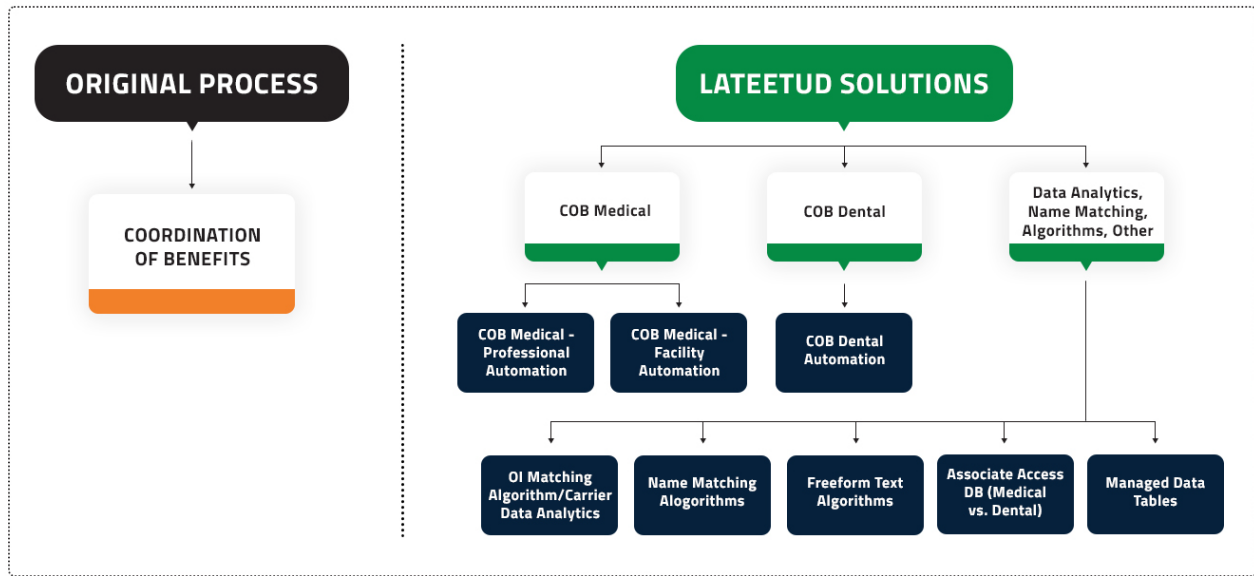 ORIGINAL PROCESS
COORDINATION
OF BENEFITS
LATEETUD SOLUTIONS
COB Medical
COB Dental
Data Analytics,
Name Matching,
Algorithms, Other
COB Medical -
Professional
Automation
COB Medical -
Facility
Automation
COB Dental
Automation
OI Matching
Algorithm/Carrier
Data Analytics
Name Matching
Alogorithms
Freeform Text
Algorithms
Associate Access
DB (Medical
vs. Dental)
Managed Data
Tables